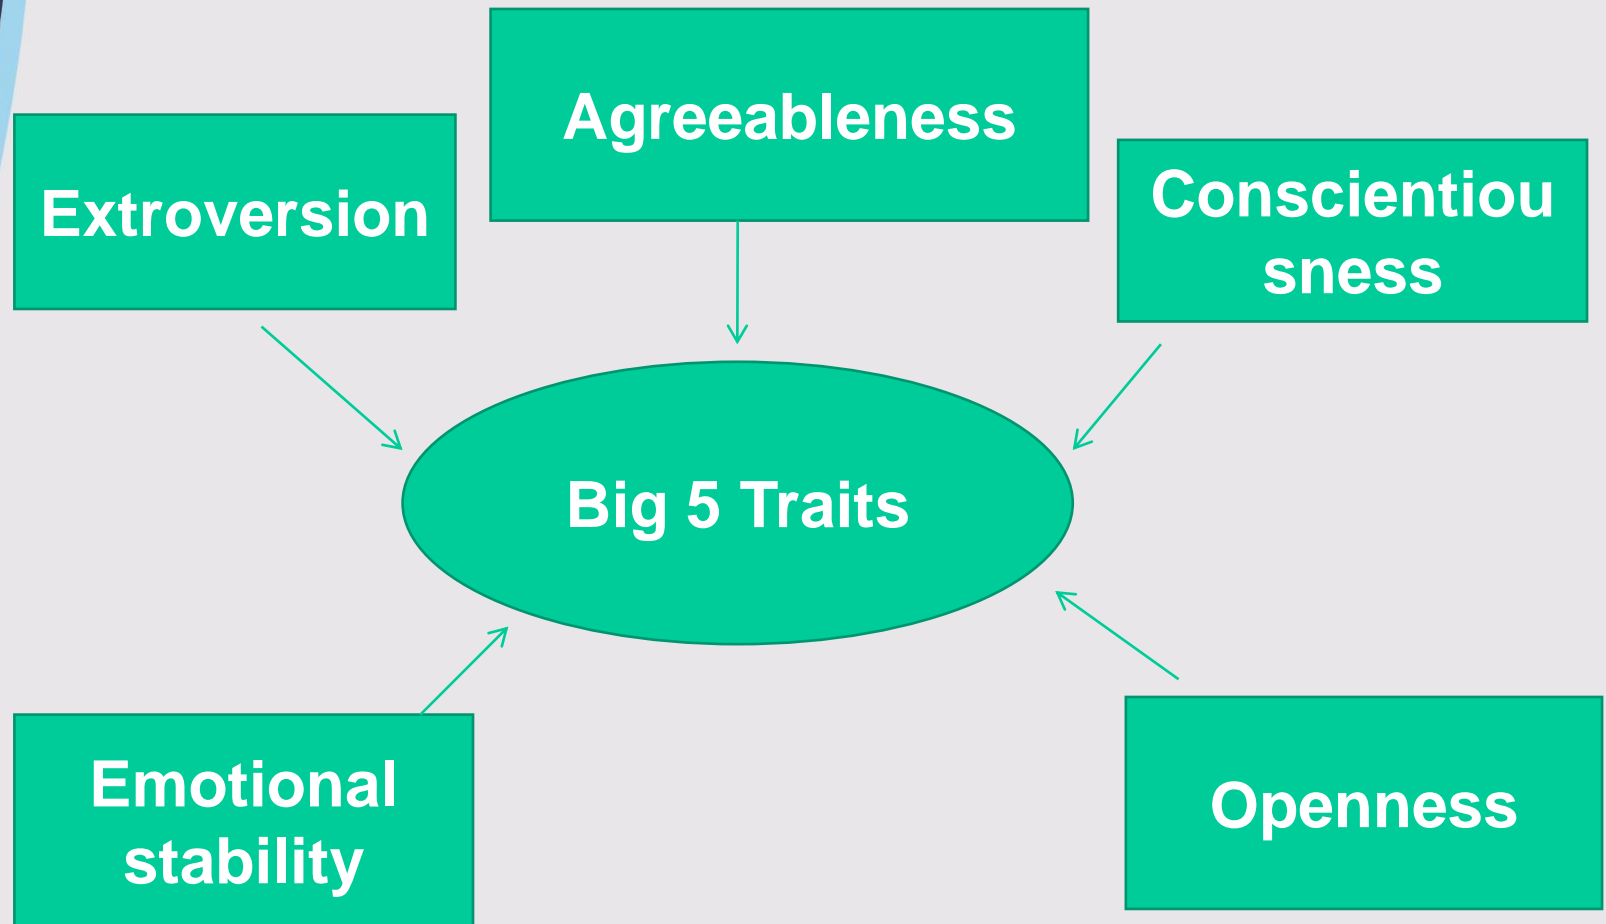 Agreeableness
Extroversion
Conscientiou
sness
Big 5 Traits
Emotional
stability
Openness